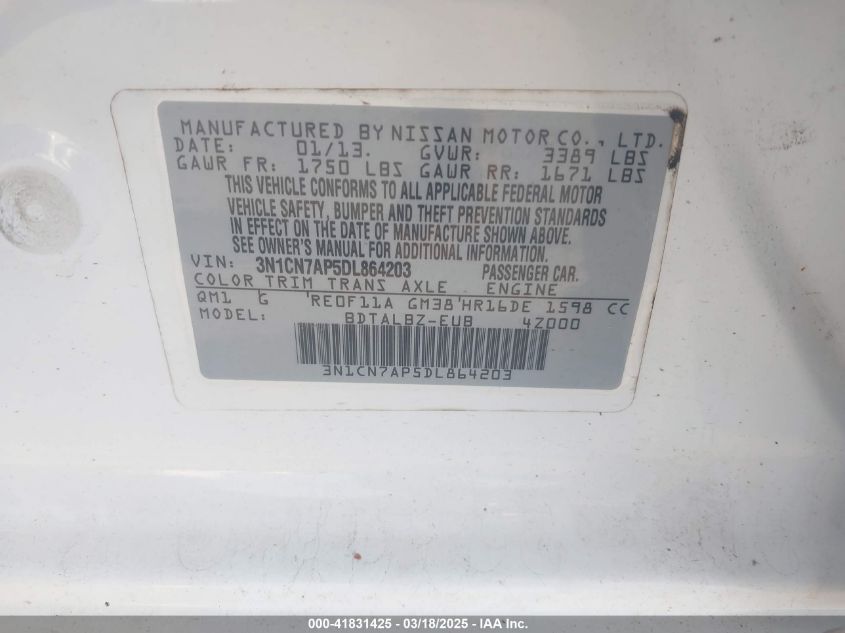 MANUFACTURED BY NISSAN MOTOR CO., LTD.
DATE: 01/13. GVWR: 3389 LBS
GAWR FR: 1750 LBS GAWR RR: 1671 LBS
THIS VEHICLE CONFORMS TO ALL APPLICABLE FEDERAL MOTOR
VEHICLE SAFETY, BUMPER AND THEFT PREVENTION STANDARDS
IN EFFECT ON THE DATE OF MANUFACTURE SHOWN ABOVE.
SEE OWNER'S MANUAL FOR ADDITIONAL INFORMATION.
VIN: 3N1CN7AP5DL864203 PASSENGER CAR.
COLOR TRIM TRANS AXLE ENGINE
QM1 G RE0F11A GM38 HR16DE 1598 CC
MODEL: BDTALBZ-EUB 4Z000
3N1CN7AP5DL864203
000-41831425 - 03/18/2025 - IAA Inc.